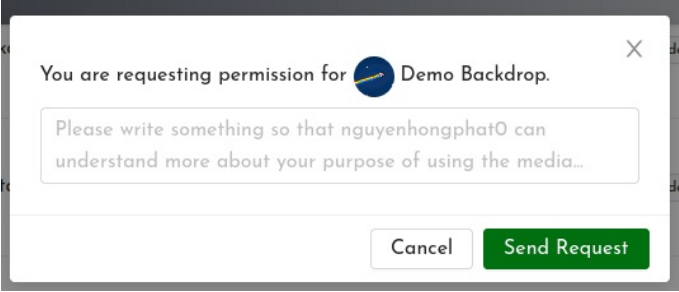 You are requesting permission for Demo Backdrop.
Please write something so that nguyenhongphat0 can
understand more about your purpose of using the media...
Cancel
Send Request